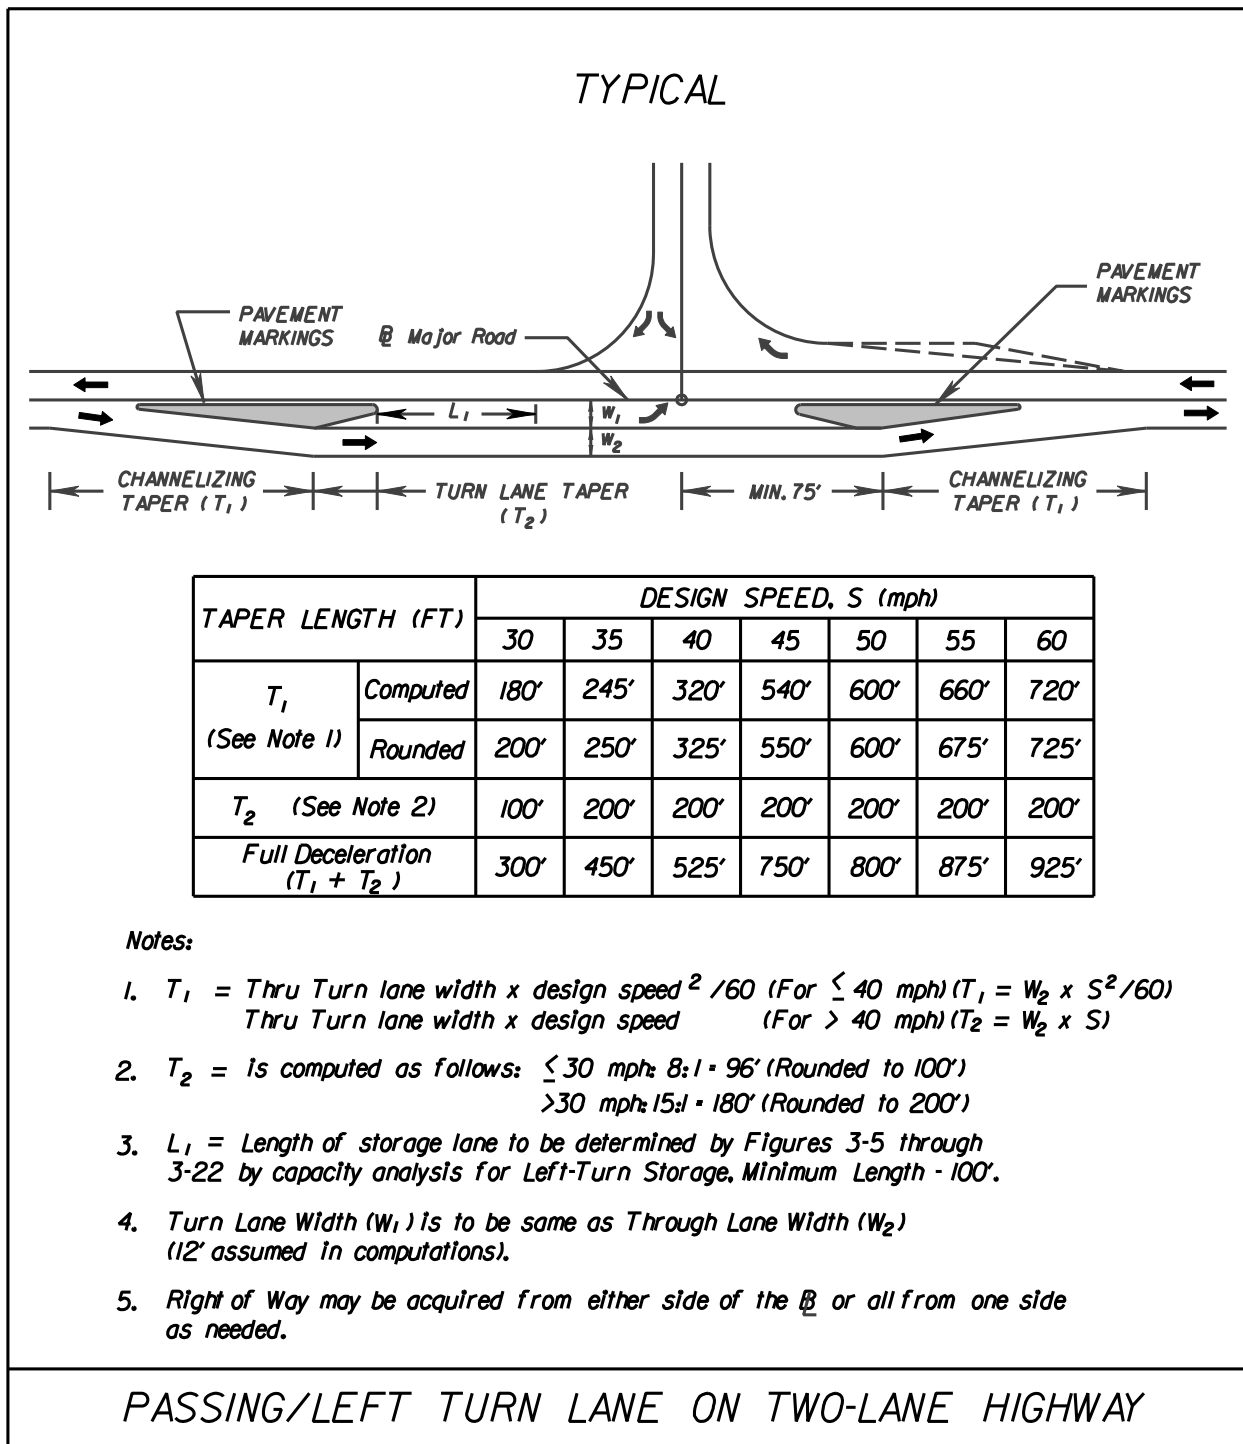 TYPICAL
PAVEMENT
MARKINGS
PAVEMENT
MARKINGS
℄ Major Road
L₁
W₁
W₂
CHANNELIZING
TAPER (T₁)
TURN LANE TAPER
(T₂)
MIN. 75'
CHANNELIZING
TAPER (T₁)
TAPER LENGTH (FT) DESIGN SPEED, S (mph)
30 35 40 45 50 55 60
T₁
(See Note 1)
Computed 180' 245' 320' 540' 600' 660' 720'
Rounded 200' 250' 325' 550' 600' 675' 725'
T₂ (See Note 2) 100' 200' 200' 200' 200' 200' 200'
Full Deceleration
(T₁ + T₂) 300' 450' 525' 750' 800' 875' 925'
Notes:
1. T₁ = Thru Turn lane width x design speed²/60 (For ≤ 40 mph) (T₁ = W₂ x S²/60)
Thru Turn lane width x design speed (For > 40 mph) (T₂ = W₂ x S)
2. T₂ = is computed as follows: ≤ 30 mph: 8:1 = 96' (Rounded to 100')
>30 mph: 15:1 = 180' (Rounded to 200')
3. L₁ = Length of storage lane to be determined by Figures 3-5 through
3-22 by capacity analysis for Left-Turn Storage, Minimum Length - 100'.
4. Turn Lane Width (W₁) is to be same as Through Lane Width (W₂)
(12' assumed in computations).
5. Right of Way may be acquired from either side of the B or all from one side
as needed.
PASSING/LEFT TURN LANE ON TWO-LANE HIGHWAY